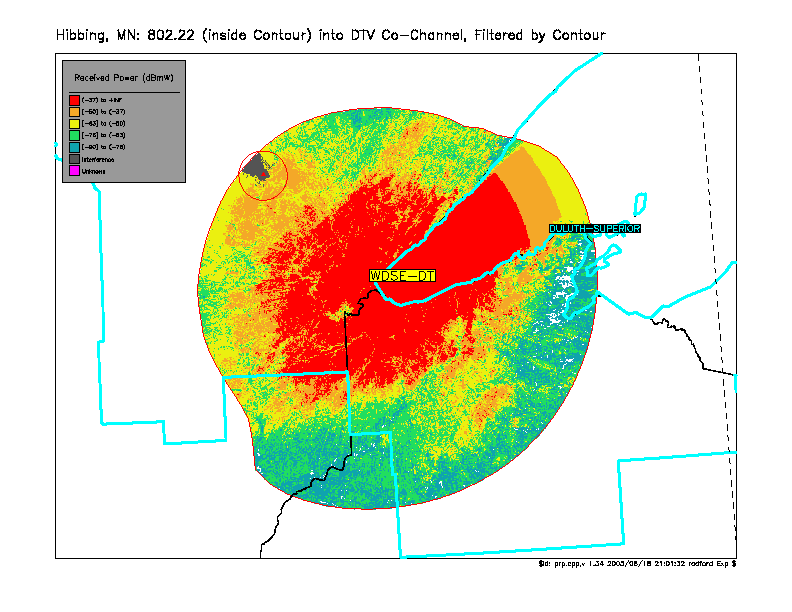 Hibbing, MN: 802.22 (inside Contour) into DTV Co-Channel, Filtered by Contour
Received Power (dBmW)
[-37) to +INF
[-50) to (-37)
[-63) to (-50)
[-76) to (-63)
[-90) to (-76)
Interference
Unknown
DULUTH-SUPERIOR
WDSE-DT
$Id: prp.cpp,v 1.34 2005/08/18 21:01:32 radford Exp $